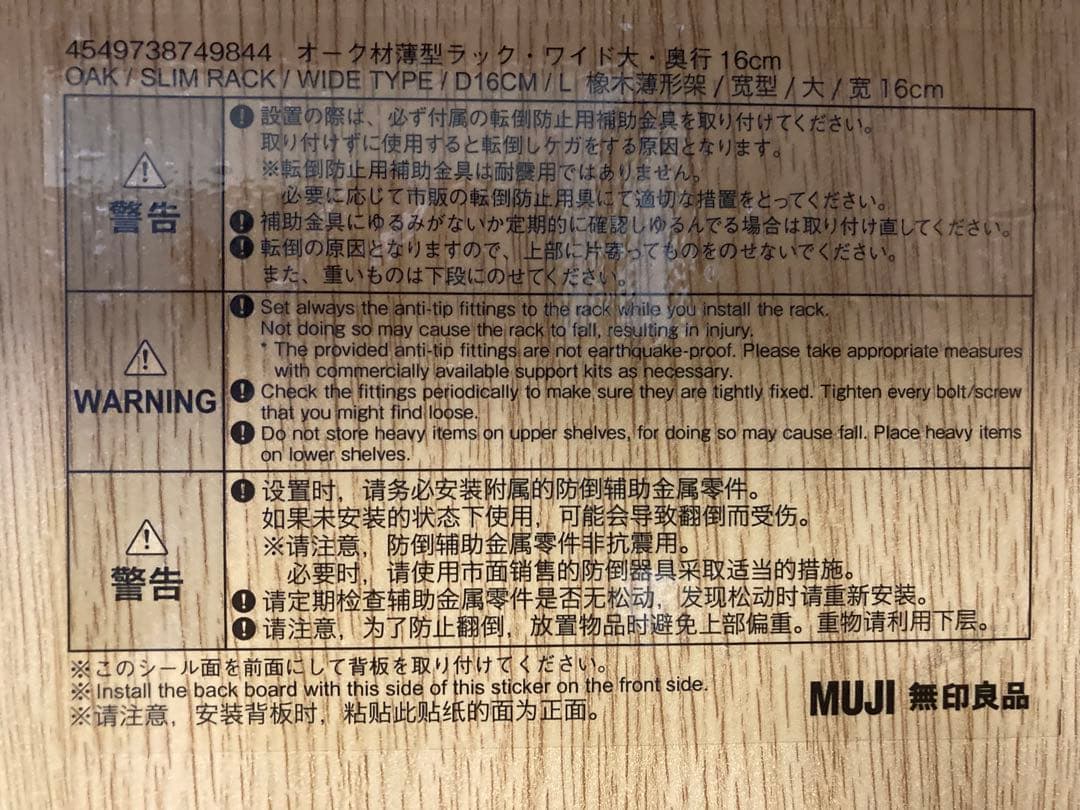 4549738749844 オーク材薄型ラック・ワイド大・奥行16cm
OAK / SLIM RACK / WIDE TYPE / D16CM / L 橡木薄形架 / 宽型 / 大 / 宽16cm
警告
設置の際は、必ず付属の転倒防止用補助金具を取り付けてください。
取り付けずに使用すると転倒しケガをする原因となります。
※転倒防止用補助金具は耐震用ではありません。
必要に応じて市販の転倒防止用具にて適切な措置をとってください。
補助金具にゆるみがないか定期的に確認しゆるんでる場合は取り付け直してください。
転倒の原因となりますので、上部に片寄ってものをのせないでください。
また、重いものは下段にのせてください。
WARNING
Set always the anti-tip fittings to the rack while you install the rack.
Not doing so may cause the rack to fall, resulting in injury.
* The provided anti-tip fittings are not earthquake-proof. Please take appropriate measures
with commercially available support kits as necessary.
Check the fittings periodically to make sure they are tightly fixed. Tighten every bolt/screw
that you might find loose.
Do not store heavy items on upper shelves, for doing so may cause fall. Place heavy items
on lower shelves.
警告
设置时，请务必安装附属的防倒辅助金属零件。
如果未安装的状态下使用，可能会导致翻倒而受伤。
※请注意，防倒辅助金属零件非抗震用。
必要时，请使用市面销售的防倒器具采取适当的措施。
请定期检查辅助金属零件是否无松动，发现松动时请重新安装。
请注意，为了防止翻倒，放置物品时避免上部偏重。重物请利用下层。
※このシール面を前面にして背板を取り付けてください。
※Install the back board with this side of this sticker on the front side.
※请注意，安装背板时，粘贴此贴纸的面为正面。
MUJI 無印良品